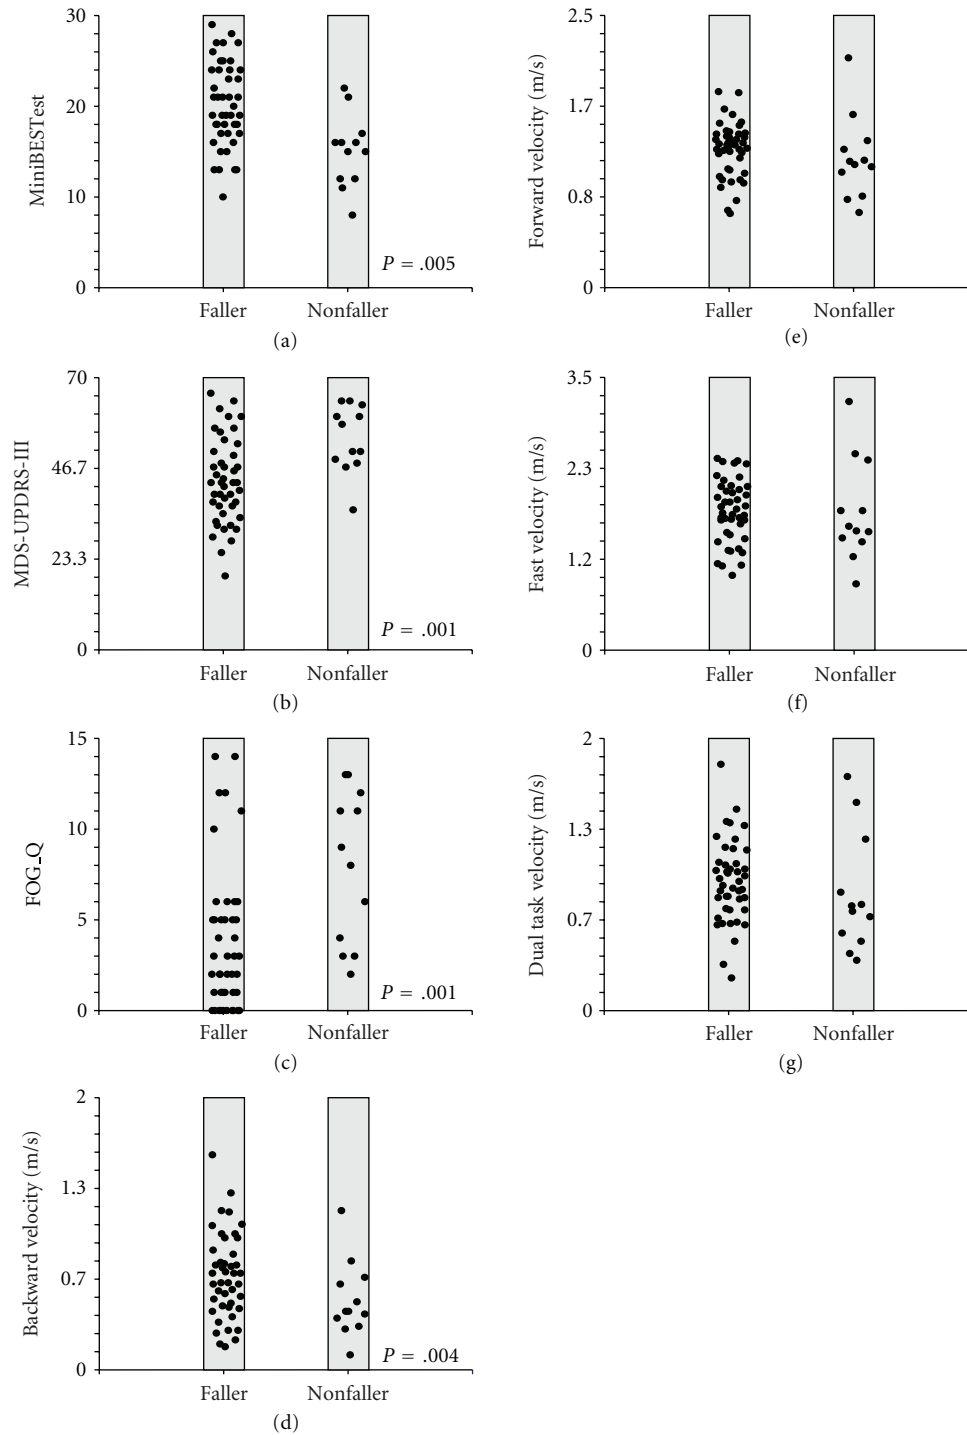 30
20
10
0
MiniBESTest
P = .005
Faller Nonfaller
(a)
70
46.7
23.3
0
MDS-UPDRS-III
P = .001
Faller Nonfaller
(b)
15
10
5
0
FOG_Q
P = .001
Faller Nonfaller
(c)
2
1.3
0.7
0
Backward velocity (m/s)
P = .004
Faller Nonfaller
(d)
2.5
1.7
0.8
0
Forward velocity (m/s)
Faller Nonfaller
(e)
3.5
2.3
1.2
0
Fast velocity (m/s)
Faller Nonfaller
(f)
2
1.3
0.7
0
Dual task velocity (m/s)
Faller Nonfaller
(g)